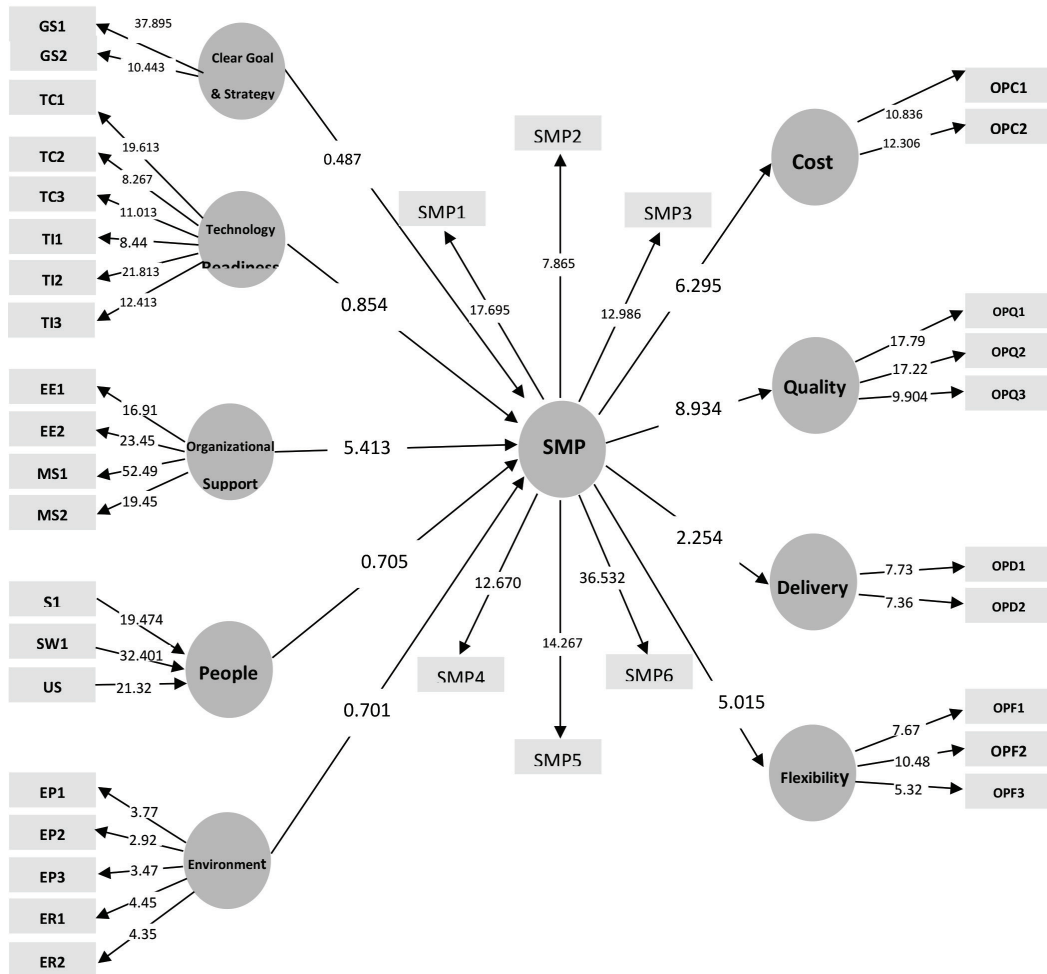 GS1
37.895
GS2
10.443
Clear Goal
& Strategy
TC1
19.613
TC2
8.267
TC3
11.013
TI1
8.44
TI2
21.813
TI3
12.413
Technology
Readiness
EE1
16.91
EE2
23.45
MS1
52.49
MS2
19.45
Organizational
Support
S1
19.474
SW1
32.401
US
21.32
People
EP1
3.77
EP2
2.92
EP3
3.47
ER1
4.45
ER2
4.35
Environment
0.487
0.854
5.413
0.705
0.701
SMP1
17.695
SMP2
7.865
SMP3
12.986
SMP
SMP4
12.670
SMP5
14.267
SMP6
36.532
6.295
8.934
2.254
5.015
Cost
10.836
OPC1
12.306
OPC2
Quality
17.79
OPQ1
17.22
OPQ2
9.904
OPQ3
Delivery
7.73
OPD1
7.36
OPD2
Flexibility
7.67
OPF1
10.48
OPF2
5.32
OPF3